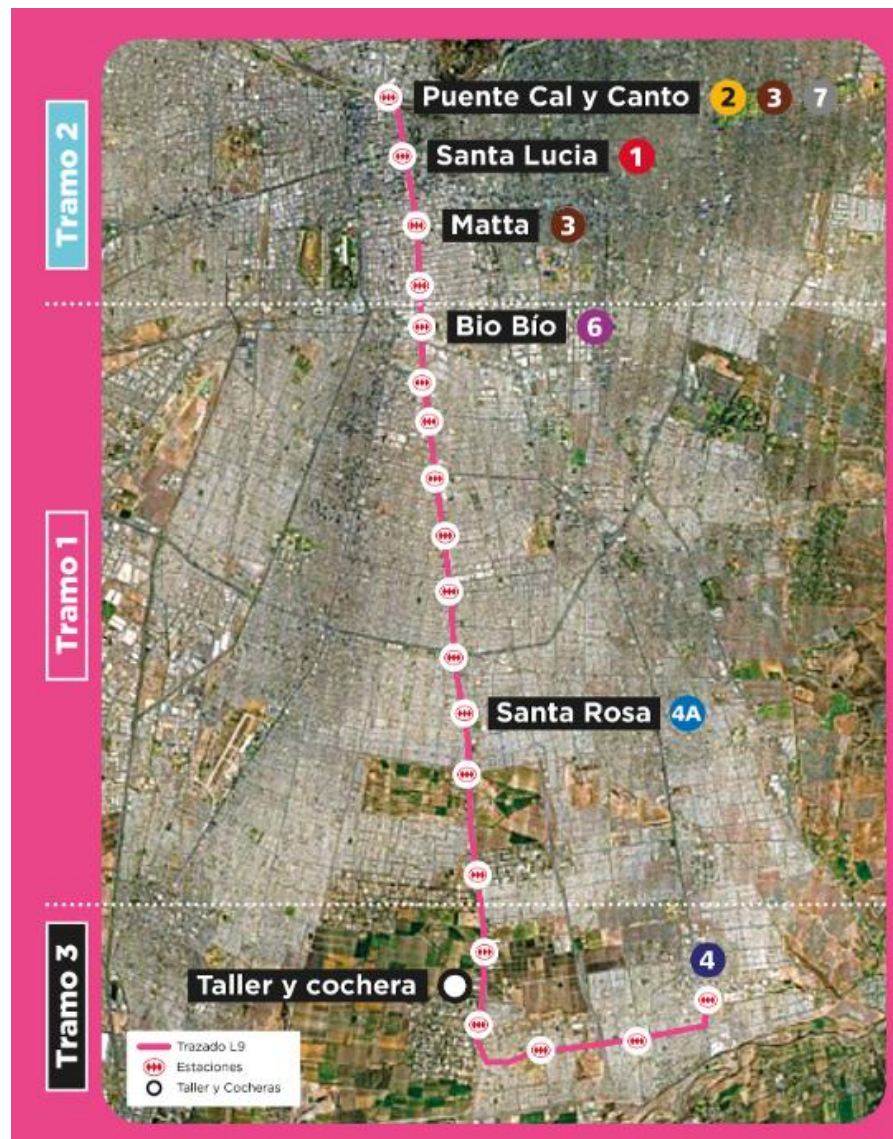 Tramo 2
Puente Cal y Canto 2 3 7
Santa Lucia 1
Matta 3
Tramo 1
Bio Bío 6
Santa Rosa 4A
Tramo 3
4
Taller y cochera
Trazado L9
Estaciones
Taller y Cocheras